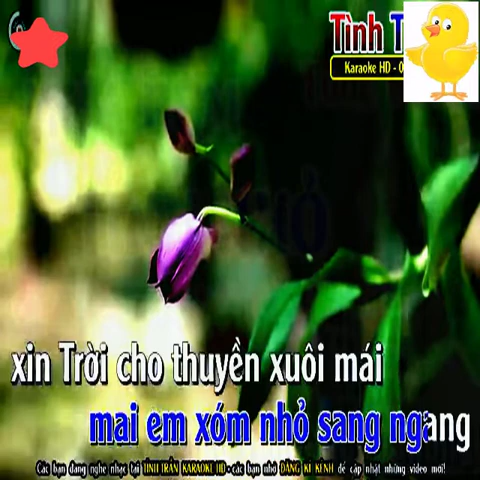 Tình T
Karaoke HD - 0
xin Trời cho thuyền xuôi mái
mai em xóm nhỏ sang ngang
Các bạn đang nghe nhạc tại TÌNH TRẦN KARAOKE HD - các bạn nhớ ĐĂNG KÍ KÊNH để cập nhật những video mới!